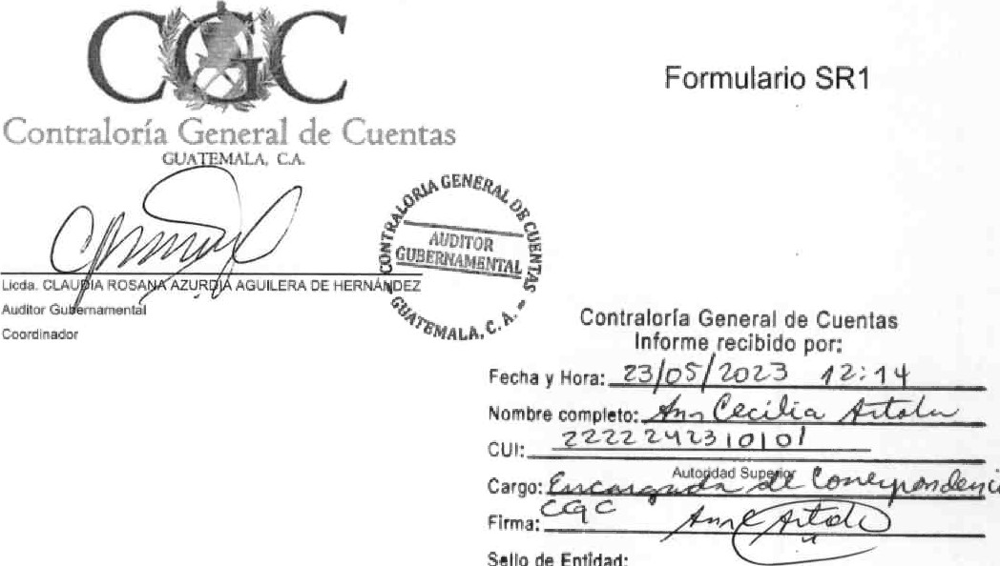 CGC
Formulario SR1
Contraloría General de Cuentas
GUATEMALA, C.A.
CONTRALORIA GENERAL DE CUENTAS
AUDITOR
GUBERNAMENTAL
GUATEMALA, C. A.
Licda. CLAUDIA ROSANA AZURDIA AGUILERA DE HERNÁNDEZ
Auditor Gubernamental
Coordinador
Contraloría General de Cuentas
Informe recibido por:
Fecha y Hora: 23/05/2023 12:14
Nombre completo: Ana Cecilia Artola
CUI: 2222242310101
Autoridad Superior
Cargo: Encargada de Correspondencia
CGC
Firma:
Sello de Entidad: